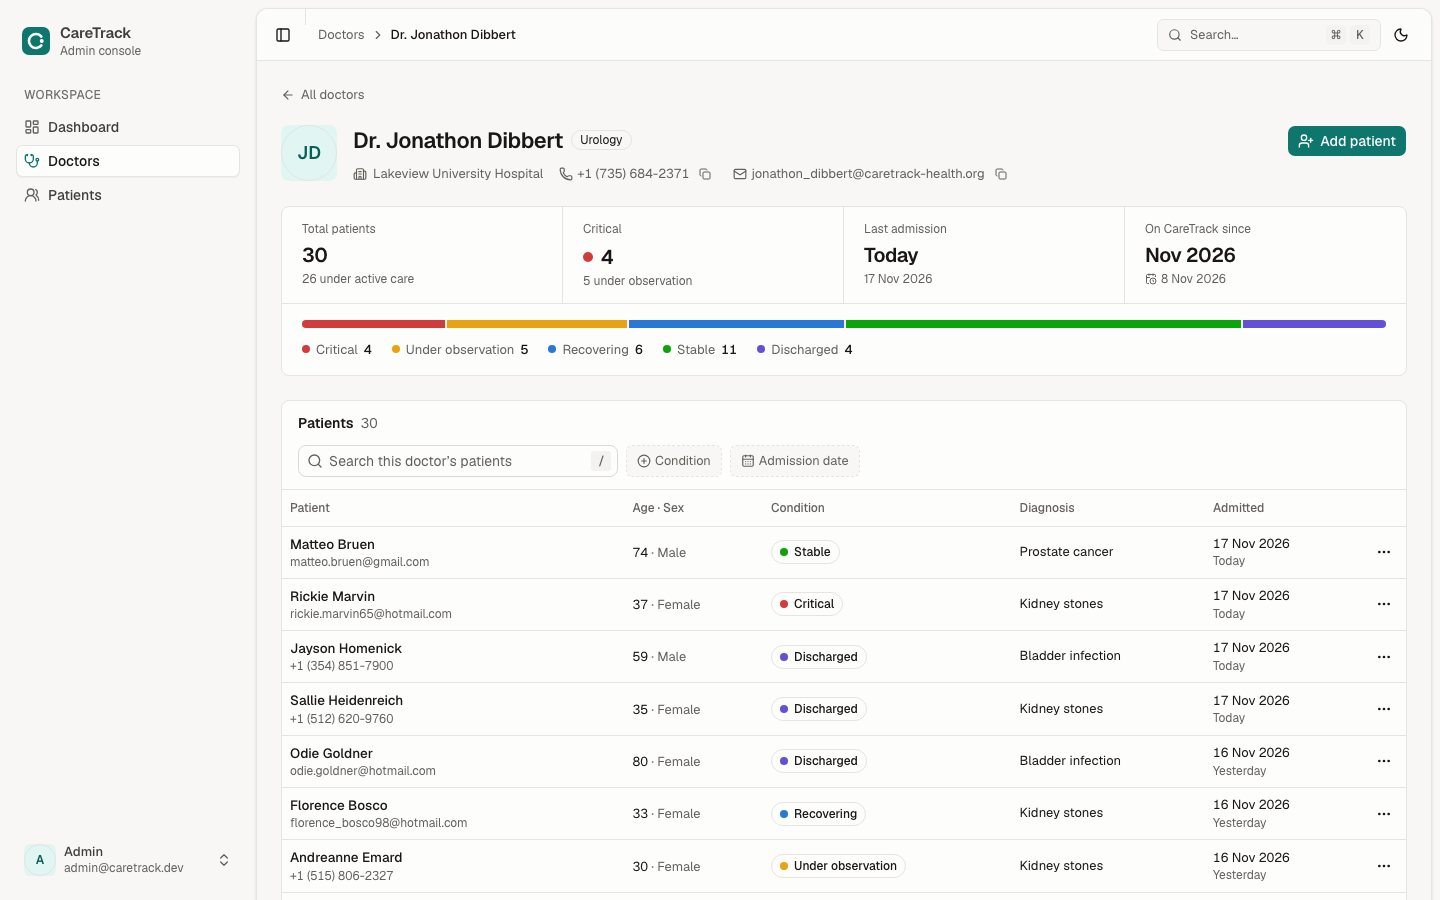 CareTrack
Admin console
WORKSPACE
Dashboard
Doctors
Patients
Admin
A
admin@caretrack.dev
Doctors > Dr. Jonathon Dibbert
Search...
⌘ K
All doctors
JD
Dr. Jonathon Dibbert
Urology
Lakeview University Hospital
+1 (735) 684-2371
jonathon_dibbert@caretrack-health.org
Add patient
Total patients
30
26 under active care
Critical
4
5 under observation
Last admission
Today
17 Nov 2026
On CareTrack since
Nov 2026
8 Nov 2026
Critical 4
Under observation 5
Recovering 6
Stable 11
Discharged 4
Patients 30
Search this doctor's patients /
Condition
Admission date
Patient Age · Sex Condition Diagnosis Admitted
Matteo Bruen 74 · Male Stable Prostate cancer 17 Nov 2026
matteo.bruen@gmail.com Today
Rickie Marvin 37 · Female Critical Kidney stones 17 Nov 2026
rickie.marvin65@hotmail.com Today
Jayson Homenick 59 · Male Discharged Bladder infection 17 Nov 2026
+1 (354) 851-7900 Today
Sallie Heidenreich 35 · Female Discharged Kidney stones 17 Nov 2026
+1 (512) 620-9760 Today
Odie Goldner 80 · Female Discharged Bladder infection 16 Nov 2026
odie.goldner@hotmail.com Yesterday
Florence Bosco 33 · Female Recovering Kidney stones 16 Nov 2026
florence_bosco98@hotmail.com Yesterday
Andreanne Emard 30 · Female Under observation Kidney stones 16 Nov 2026
+1 (515) 806-2327 Yesterday